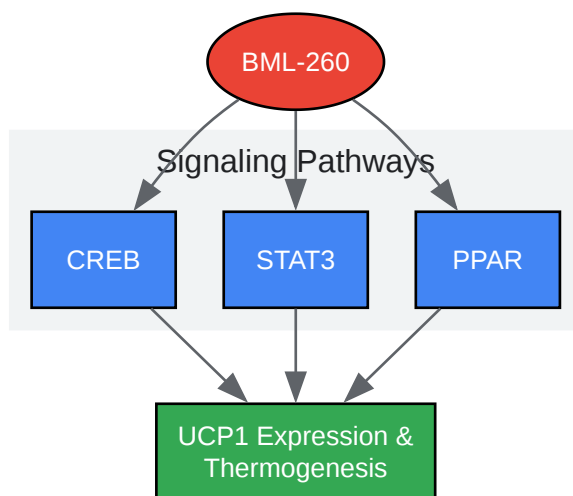 BML-260
Signaling Pathways
CREB
STAT3
PPAR
UCP1 Expression &
Thermogenesis